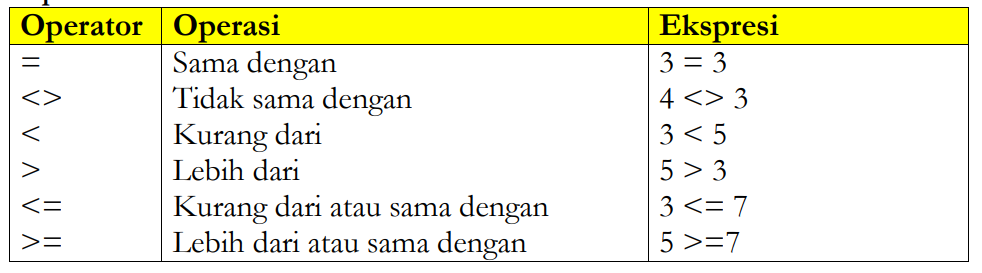 Operator Operasi Ekspresi
= Sama dengan 3 = 3
<> Tidak sama dengan 4 <> 3
< Kurang dari 3 < 5
> Lebih dari 5 > 3
<= Kurang dari atau sama dengan 3 <= 7
>= Lebih dari atau sama dengan 5 >=7